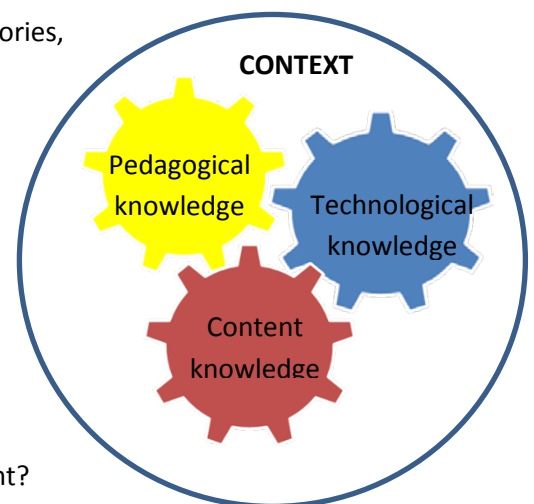 ories,
CONTEXT
Pedagogical
knowledge
Technological
knowledge
Content
knowledge
nt?